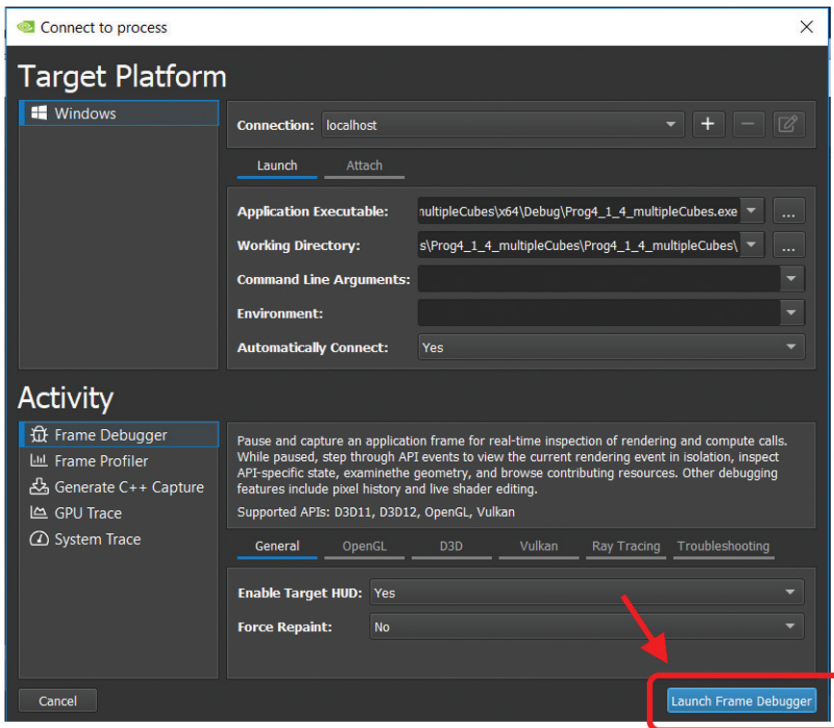 Connect to process
Target Platform
Windows
Connection: localhost
Launch Attach
Application Executable: nultipleCubes\x64\Debug\Prog4_1_4_multipleCubes.exe ...
Working Directory: s\Prog4_1_4_multipleCubes\Prog4_1_4_multipleCubes\ ...
Command Line Arguments:
Environment:
Automatically Connect: Yes
Activity
Frame Debugger
Frame Profiler
Generate C++ Capture
GPU Trace
System Trace
Pause and capture an application frame for real-time inspection of rendering and compute calls.
While paused, step through API events to view the current rendering event in isolation, inspect
API-specific state, examinethe geometry, and browse contributing resources. Other debugging
features include pixel history and live shader editing.
Supported APIs: D3D11, D3D12, OpenGL, Vulkan
General OpenGL D3D Vulkan Ray Tracing Troubleshooting
Enable Target HUD: Yes
Force Repaint: No
Cancel
Launch Frame Debugger